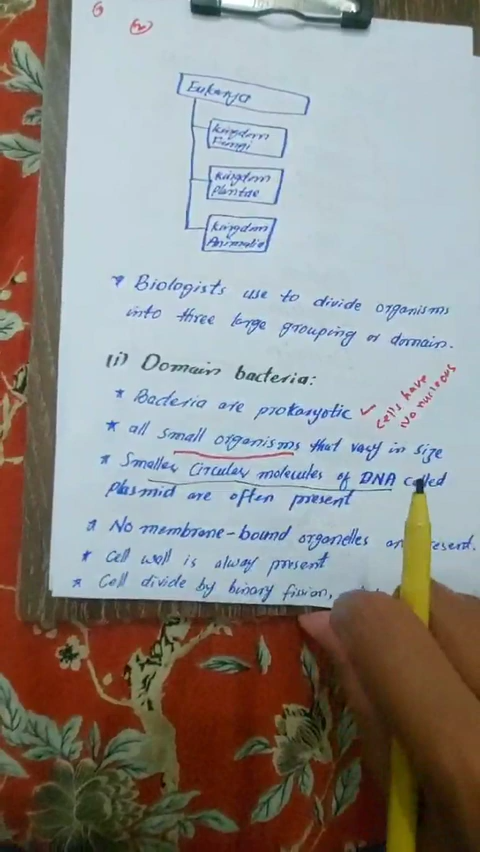 Eukarya
Kingdom
Fungi
Kingdom
Plantae
Kingdom
Animalia
* Biologists use to divide organisms
into three large grouping or domain.
(i) Domain bacteria:
* Bacteria are prokaryotic ✓ Cells have
No nucleous
* all small organisms that vary in size
* Smaller Circular molecules of DNA called
Plasmid are often present
* No membrane-bound organelles present.
* Cell wall is always present
* Cell divide by binary fission,